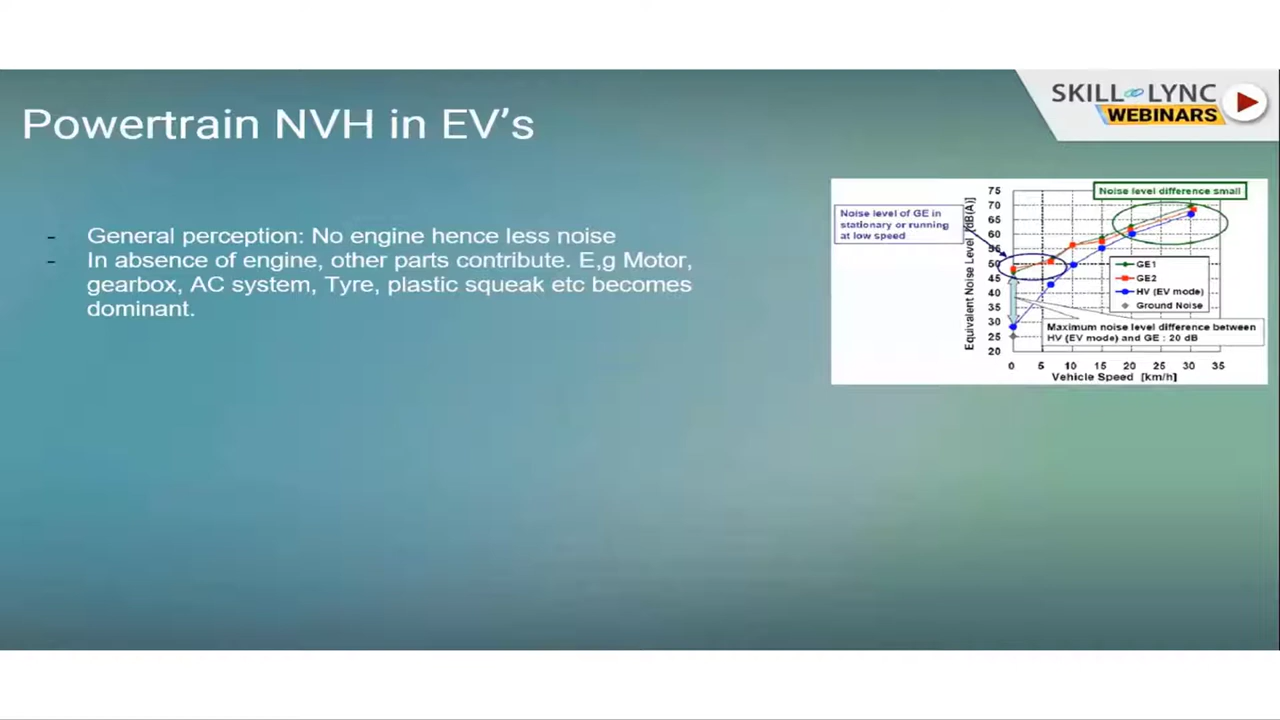 SKILL LYNC
WEBINARS
Powertrain NVH in EV's
- General perception: No engine hence less noise
- In absence of engine, other parts contribute. E,g Motor,
gearbox, AC system, Tyre, plastic squeak etc becomes
dominant.
Noise level difference small
Noise level of GE in
stationary or running
at low speed
Equivalent Noise Level [dB(A)]
75
70
65
60
55
50
45
40
35
30
25
20
GE1
GE2
HV (EV mode)
Ground Noise
Maximum noise level difference between
HV (EV mode) and GE : 20 dB
0 5 10 15 20 25 30 35
Vehicle Speed [km/h]